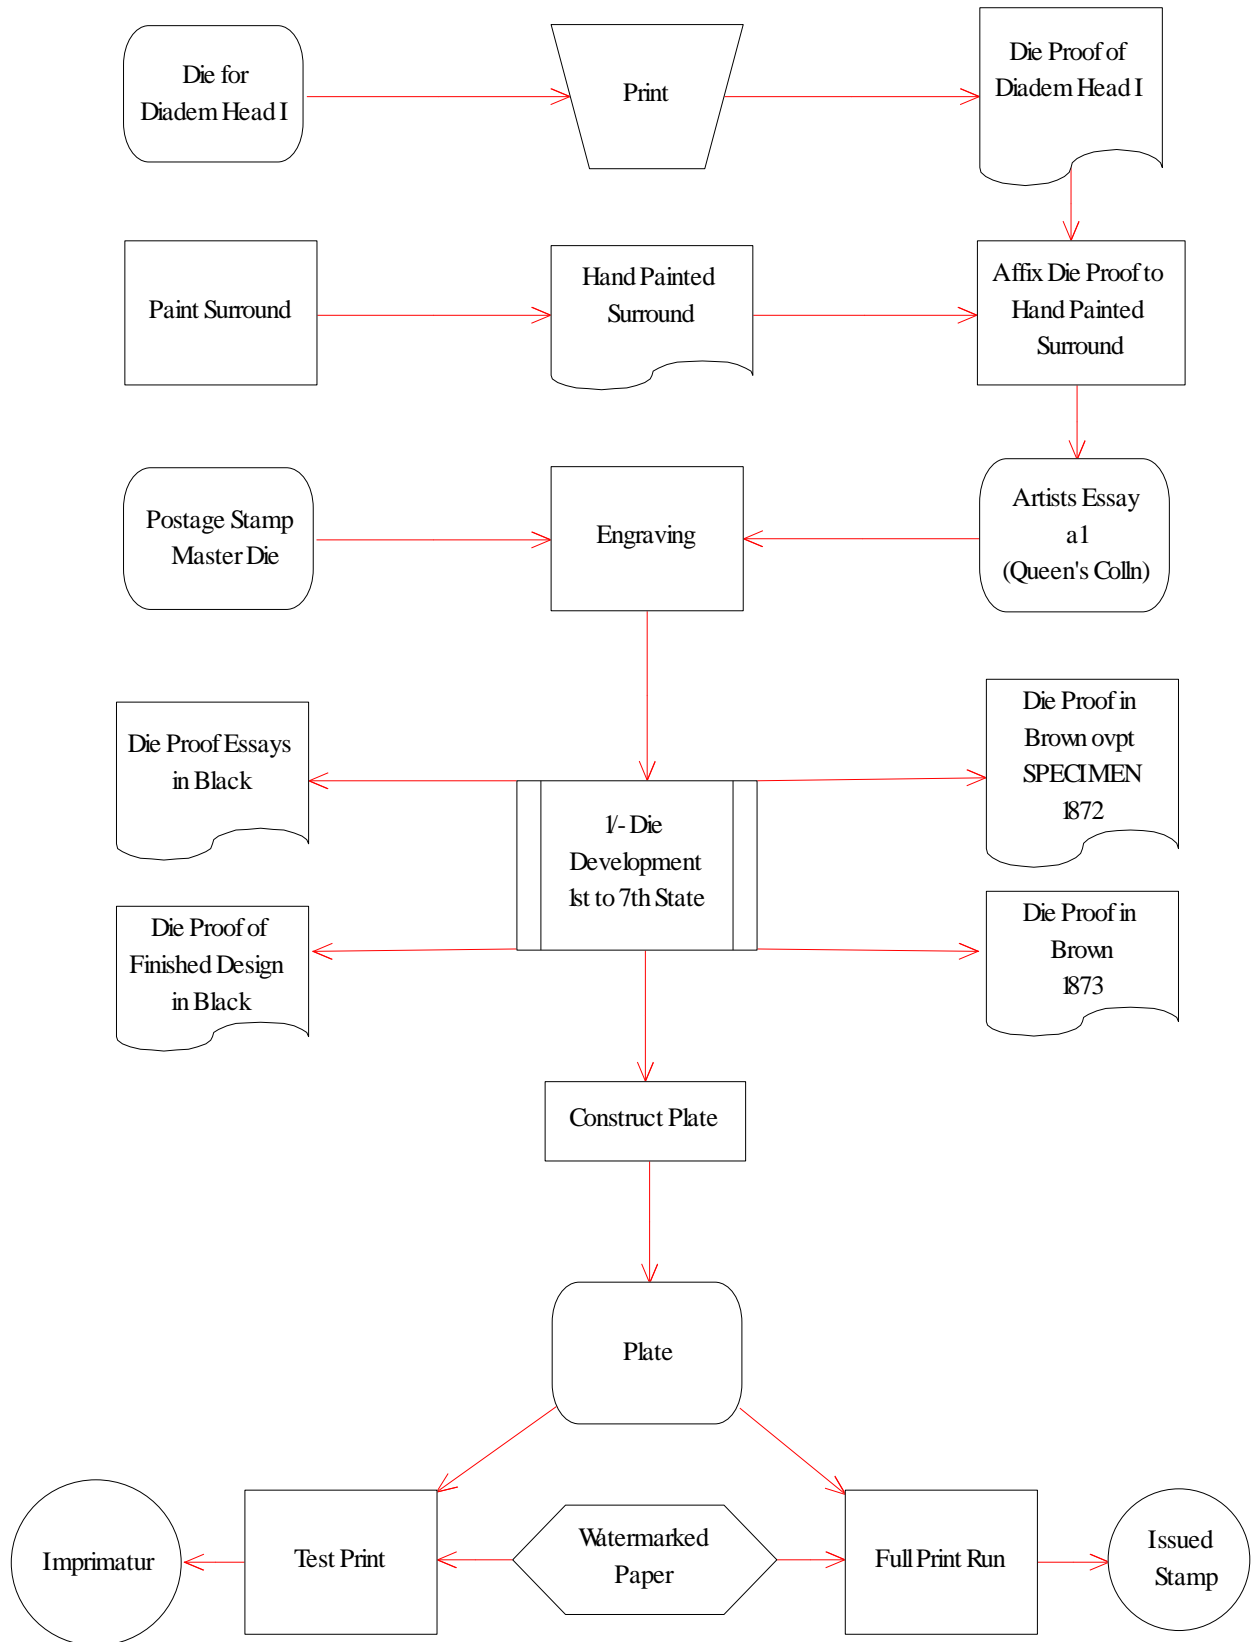 Die for
Diadem Head I
Print
Die Proof of
Diadem Head I
Paint Surround
Hand Painted
Surround
Affix Die Proof to
Hand Painted
Surround
Postage Stamp
Master Die
Engraving
Artists Essay
a1
(Queen's Colln)
Die Proof Essays
in Black
1/- Die
Development
1st to 7th State
Die Proof in
Brown ovpt
SPECIMEN
1872
Die Proof of
Finished Design
in Black
Die Proof in
Brown
1873
Construct Plate
Plate
Imprimatur
Test Print
Watermarked
Paper
Full Print Run
Issued
Stamp